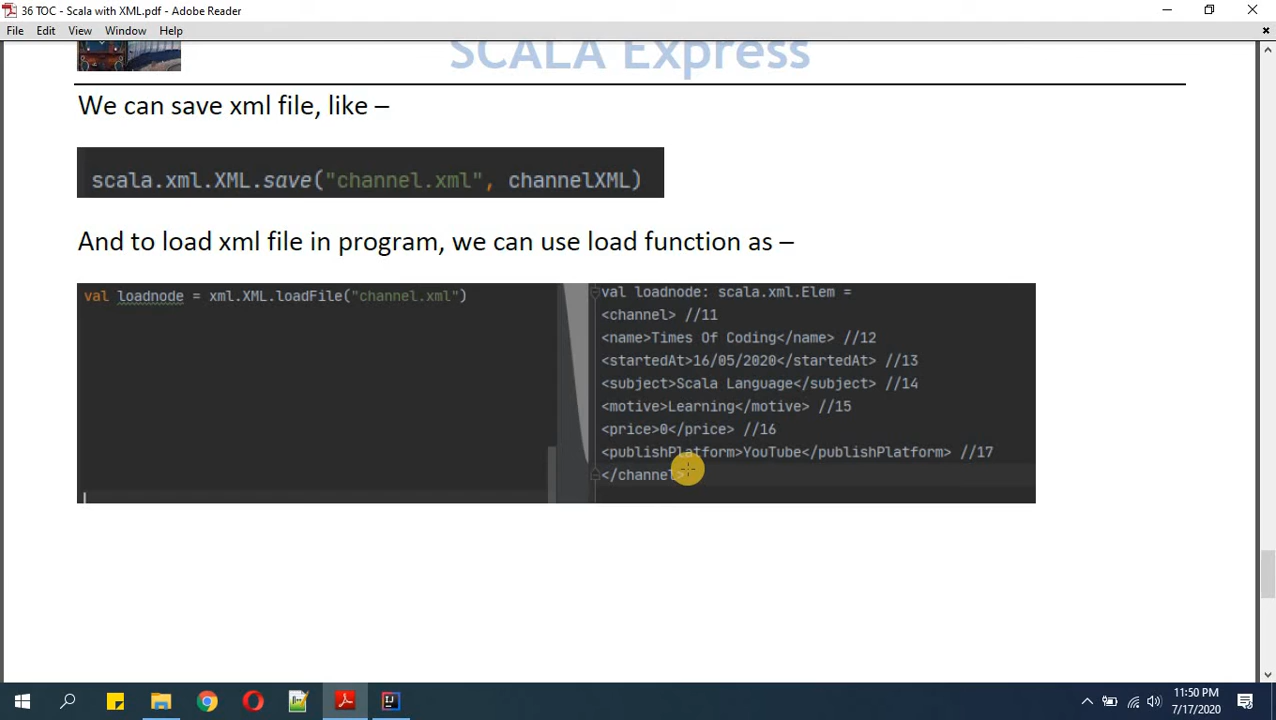 36 TOC - Scala with XML.pdf - Adobe Reader
File Edit View Window Help
SCALA Express
We can save xml file, like –
scala.xml.XML.save("channel.xml", channelXML)
And to load xml file in program, we can use load function as –
val loadnode = xml.XML.loadFile("channel.xml")
val loadnode: scala.xml.Elem =
<channel> //11
<name>Times Of Coding</name> //12
<startedAt>16/05/2020</startedAt> //13
<subject>Scala Language</subject> //14
<motive>Learning</motive> //15
<price>0</price> //16
<publishPlatform>YouTube</publishPlatform> //17
</channel>
11:50 PM
7/17/2020